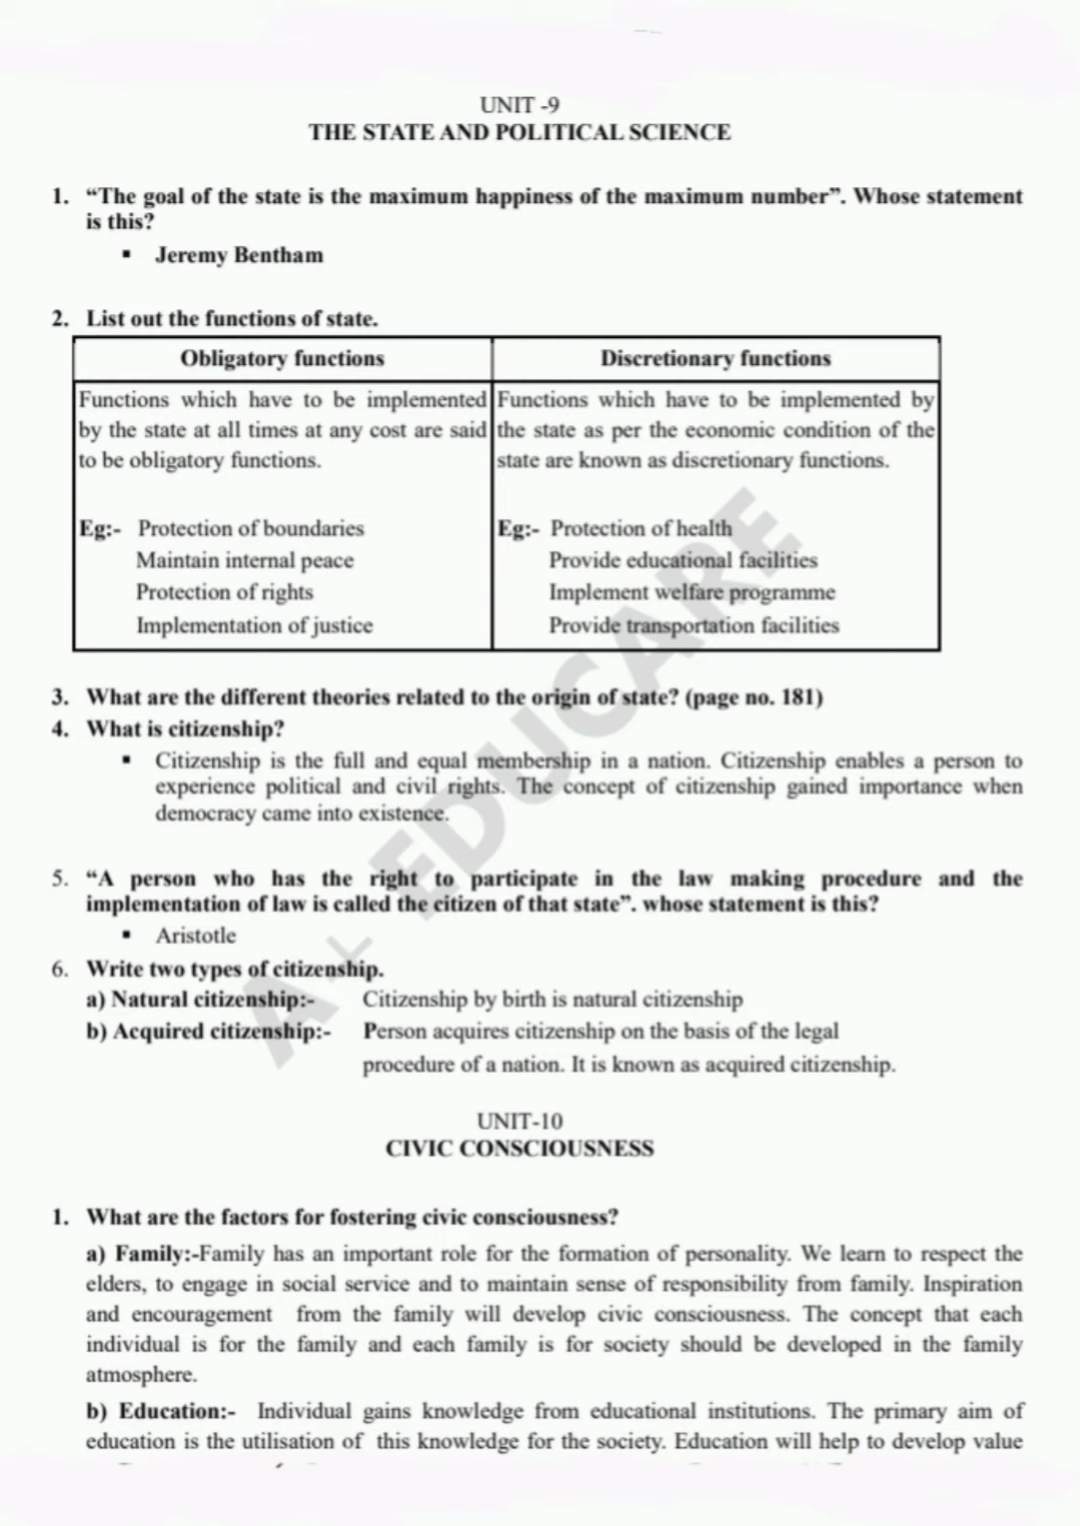 UNIT -9
THE STATE AND POLITICAL SCIENCE
1. “The goal of the state is the maximum happiness of the maximum number”. Whose statement
is this?
▪ Jeremy Bentham
2. List out the functions of state.
Obligatory functions
Discretionary functions
Functions which have to be implemented
by the state at all times at any cost are said
to be obligatory functions.
Eg:- Protection of boundaries
Maintain internal peace
Protection of rights
Implementation of justice
Functions which have to be implemented by
the state as per the economic condition of the
state are known as discretionary functions.
Eg:- Protection of health
Provide educational facilities
Implement welfare programme
Provide transportation facilities
3. What are the different theories related to the origin of state? (page no. 181)
4. What is citizenship?
▪ Citizenship is the full and equal membership in a nation. Citizenship enables a person to
experience political and civil rights. The concept of citizenship gained importance when
democracy came into existence.
5. “A person who has the right to participate in the law making procedure and the
implementation of law is called the citizen of that state”. whose statement is this?
▪ Aristotle
6. Write two types of citizenship.
a) Natural citizenship:- Citizenship by birth is natural citizenship
b) Acquired citizenship:- Person acquires citizenship on the basis of the legal
procedure of a nation. It is known as acquired citizenship.
UNIT-10
CIVIC CONSCIOUSNESS
1. What are the factors for fostering civic consciousness?
a) Family:-Family has an important role for the formation of personality. We learn to respect the
elders, to engage in social service and to maintain sense of responsibility from family. Inspiration
and encouragement from the family will develop civic consciousness. The concept that each
individual is for the family and each family is for society should be developed in the family
atmosphere.
b) Education:- Individual gains knowledge from educational institutions. The primary aim of
education is the utilisation of this knowledge for the society. Education will help to develop value
A+ EDUCARE